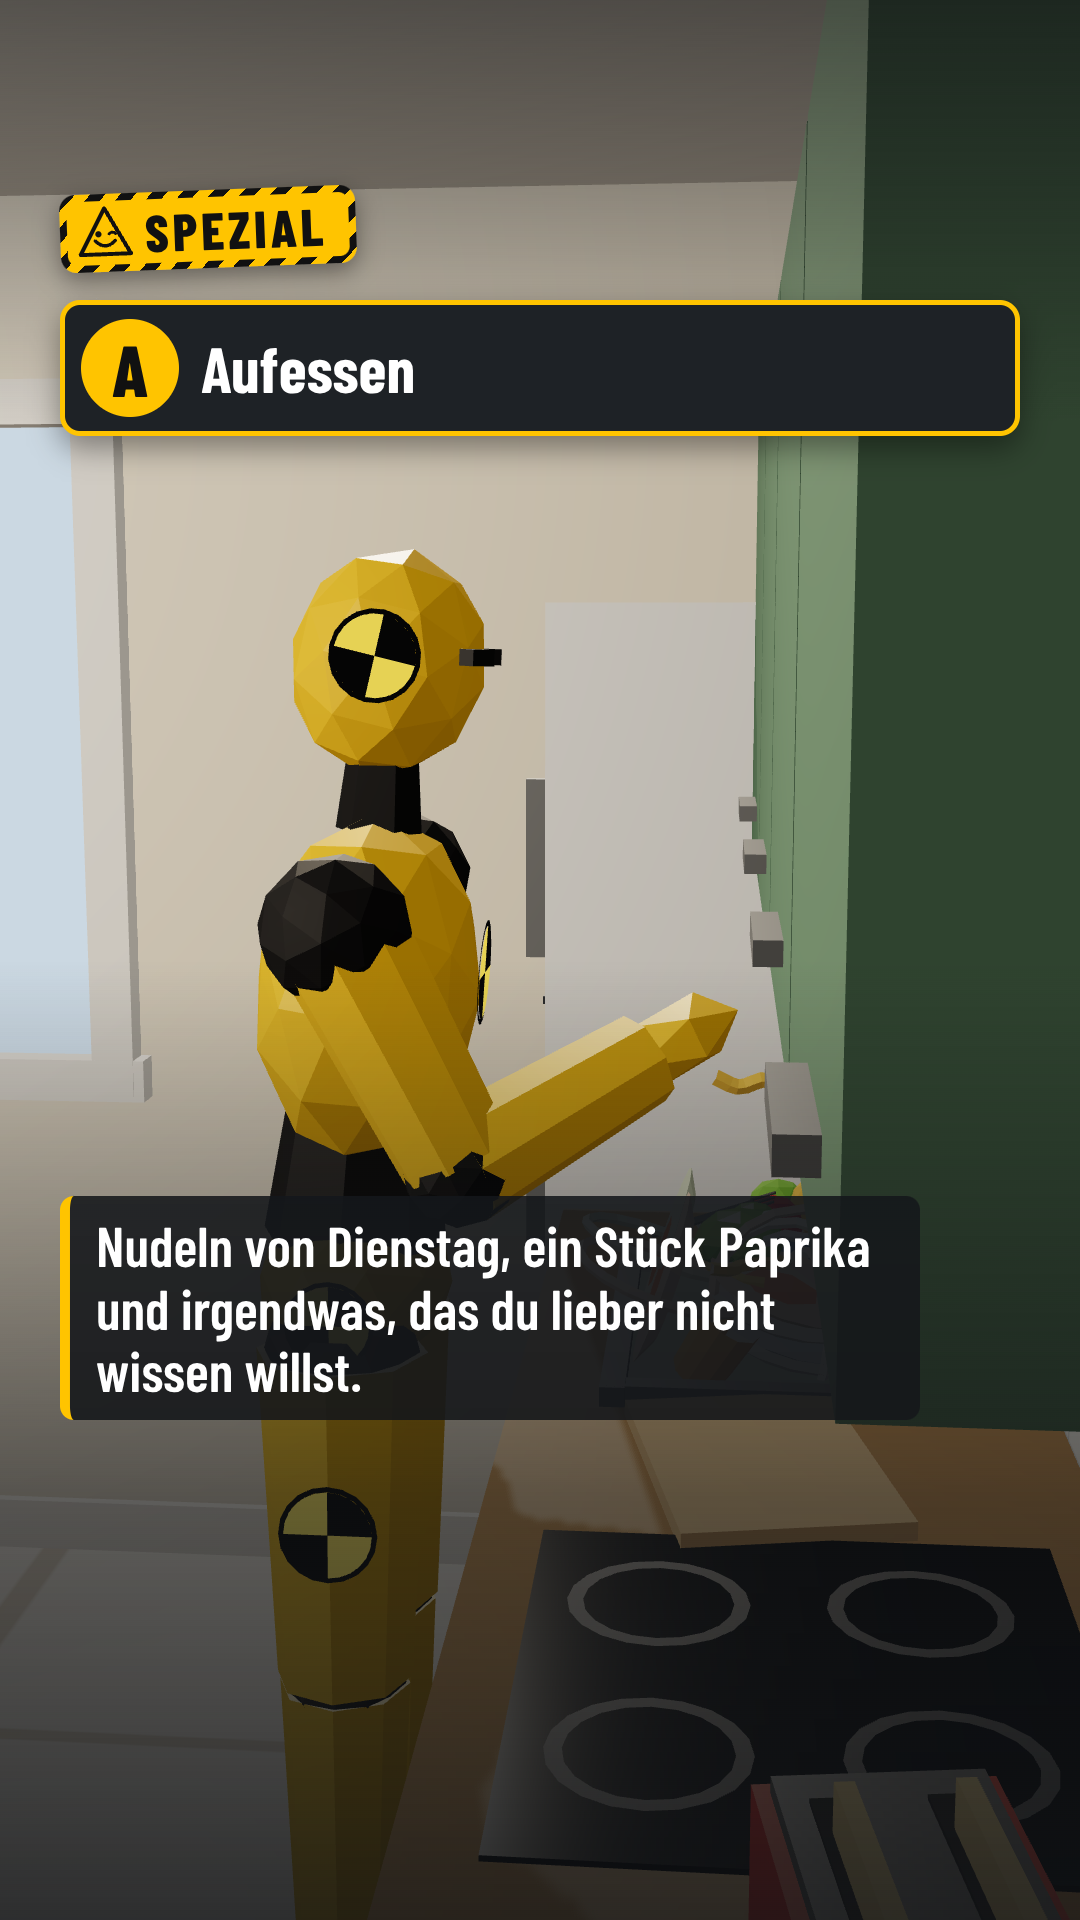 SPEZIAL
A Aufessen
Nudeln von Dienstag, ein Stück Paprika
und irgendwas, das du lieber nicht
wissen willst.